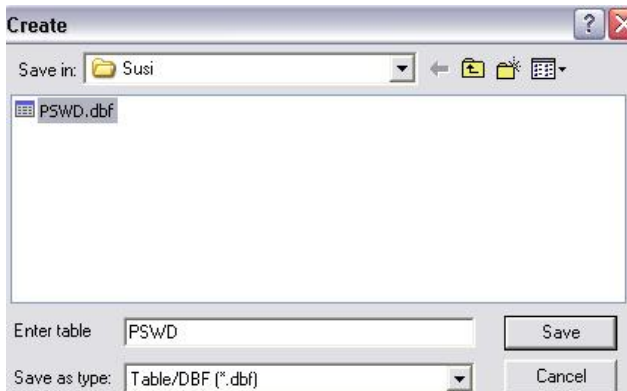 Create
Save in: Susi
PSWD.dbf
Enter table PSWD Save
Save as type: Table/DBF (*.dbf) Cancel